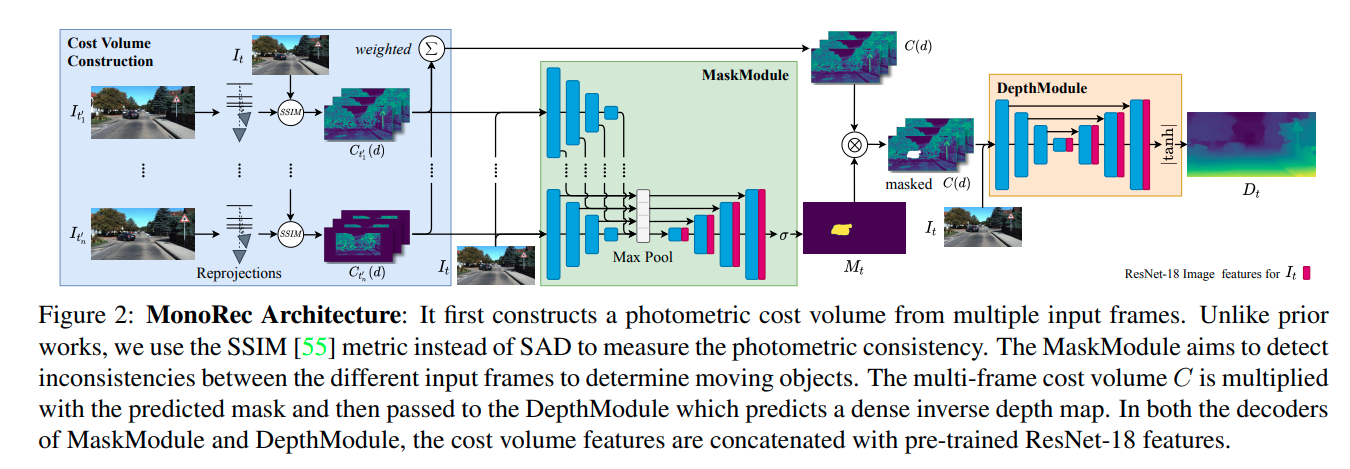 Cost Volume
Construction
I_t
weighted
Σ
C(d)
MaskModule
DepthModule
I_{t'_1}
SSIM
C_{t'_1}(d)
|tanh|
masked C(d)
D_t
I_{t'_n}
SSIM
Reprojections
C_{t'_n}(d)
I_t
Max Pool
σ
M_t
I_t
ResNet-18 Image features for I_t
Figure 2: MonoRec Architecture: It first constructs a photometric cost volume from multiple input frames. Unlike prior
works, we use the SSIM [55] metric instead of SAD to measure the photometric consistency. The MaskModule aims to detect
inconsistencies between the different input frames to determine moving objects. The multi-frame cost volume C is multiplied
with the predicted mask and then passed to the DepthModule which predicts a dense inverse depth map. In both the decoders
of MaskModule and DepthModule, the cost volume features are concatenated with pre-trained ResNet-18 features.